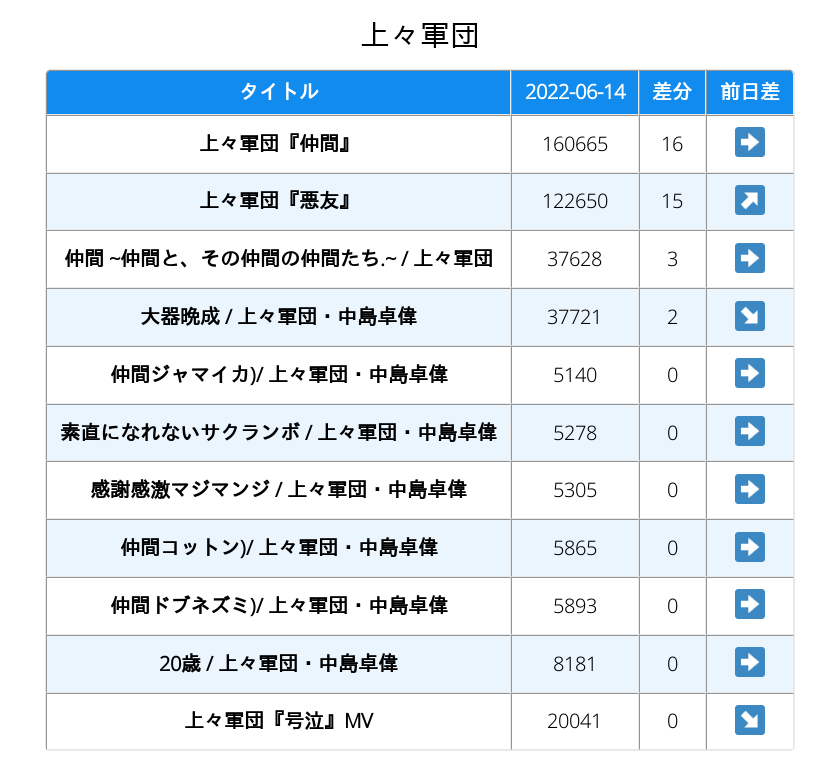 上々軍団
タイトル 2022-06-14 差分 前日差
上々軍団『仲間』 160665 16 ➡
上々軍団『悪友』 122650 15 ↗
仲間 ~仲間と、その仲間の仲間たち.~ / 上々軍団 37628 3 ➡
大器晩成 / 上々軍団・中島卓偉 37721 2 ↘
仲間ジャマイカ)/ 上々軍団・中島卓偉 5140 0 ➡
素直になれないサクランボ / 上々軍団・中島卓偉 5278 0 ➡
感謝感激マジマンジ / 上々軍団・中島卓偉 5305 0 ➡
仲間コットン)/ 上々軍団・中島卓偉 5865 0 ➡
仲間ドブネズミ)/ 上々軍団・中島卓偉 5893 0 ➡
20歳 / 上々軍団・中島卓偉 8181 0 ➡
上々軍団『号泣』MV 20041 0 ↘